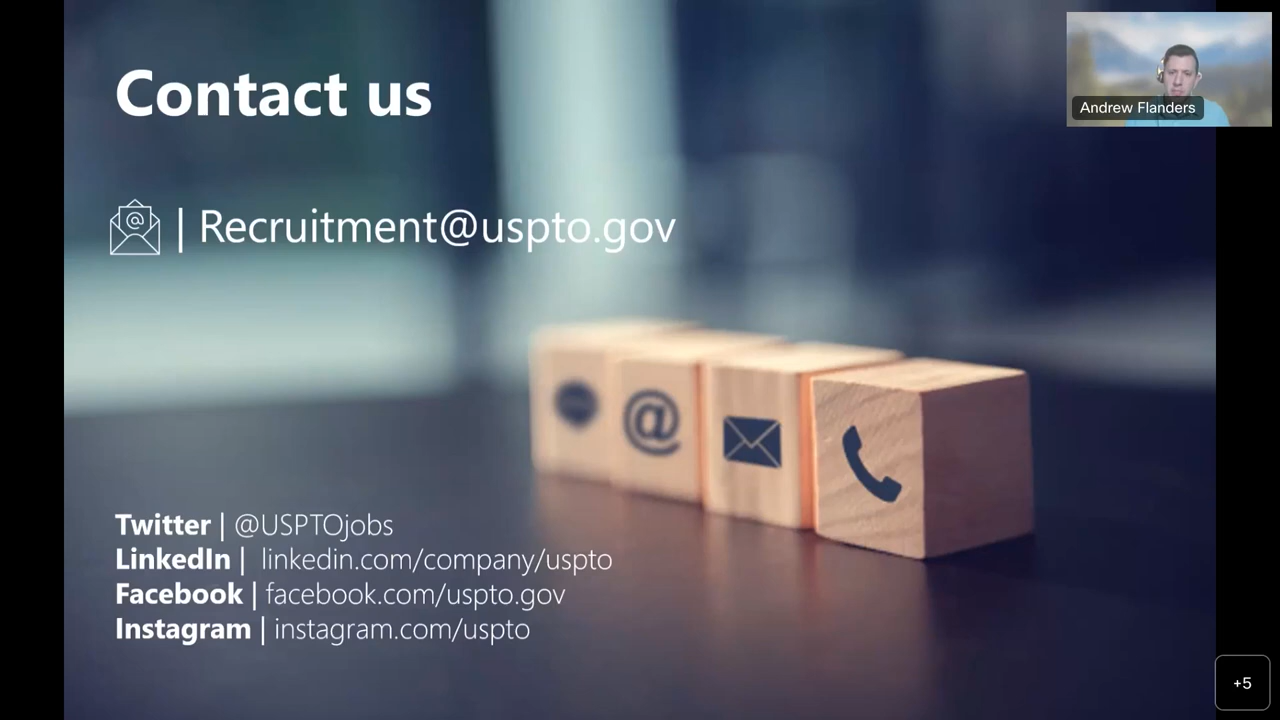 Contact us
Andrew Flanders
| Recruitment@uspto.gov
Twitter | @USPTOjobs
LinkedIn | linkedin.com/company/uspto
Facebook | facebook.com/uspto.gov
Instagram | instagram.com/uspto
+5